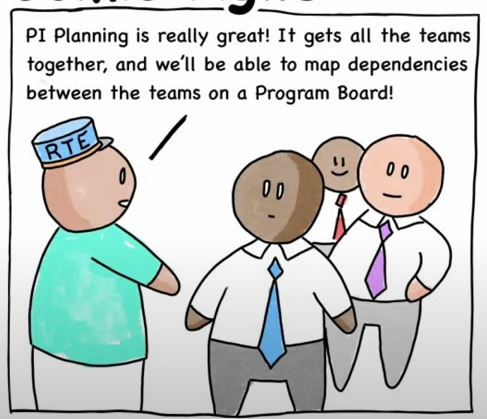 PI Planning is really great! It gets all the teams
together, and we'll be able to map dependencies
between the teams on a Program Board!
RTE